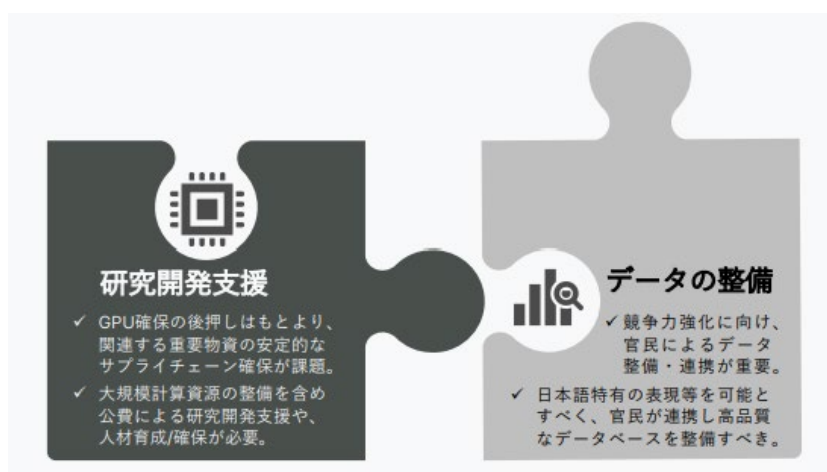 研究開発支援
✓ GPU確保の後押しはもとより、
関連する重要物資の安定的な
サプライチェーン確保が課題。
✓ 大規模計算資源の整備を含め
公費による研究開発支援や、
人材育成/確保が必要。
データの整備
✓ 競争力強化に向け、
官民によるデータ
整備・連携が重要。
✓ 日本語特有の表現等を可能と
すべく、官民が連携し高品質
なデータベースを整備すべき。